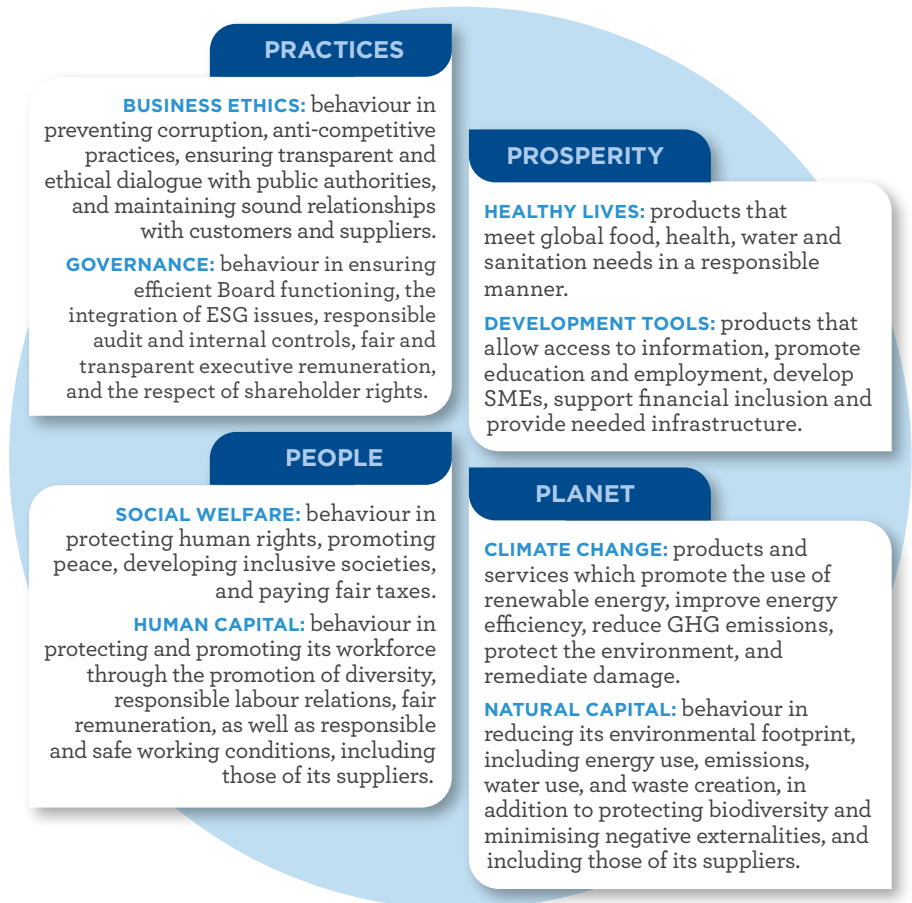 PRACTICES
BUSINESS ETHICS: behaviour in
preventing corruption, anti-competitive
practices, ensuring transparent and
ethical dialogue with public authorities,
and maintaining sound relationships
with customers and suppliers.
GOVERNANCE: behaviour in ensuring
efficient Board functioning, the
integration of ESG issues, responsible
audit and internal controls, fair and
transparent executive remuneration,
and the respect of shareholder rights.
PROSPERITY
HEALTHY LIVES: products that
meet global food, health, water and
sanitation needs in a responsible
manner.
DEVELOPMENT TOOLS: products that
allow access to information, promote
education and employment, develop
SMEs, support financial inclusion and
provide needed infrastructure.
PEOPLE
SOCIAL WELFARE: behaviour in
protecting human rights, promoting
peace, developing inclusive societies,
and paying fair taxes.
HUMAN CAPITAL: behaviour in
protecting and promoting its workforce
through the promotion of diversity,
responsible labour relations, fair
remuneration, as well as responsible
and safe working conditions, including
those of its suppliers.
PLANET
CLIMATE CHANGE: products and
services which promote the use of
renewable energy, improve energy
efficiency, reduce GHG emissions,
protect the environment, and
remediate damage.
NATURAL CAPITAL: behaviour in
reducing its environmental footprint,
including energy use, emissions,
water use, and waste creation, in
addition to protecting biodiversity and
minimising negative externalities, and
including those of its suppliers.